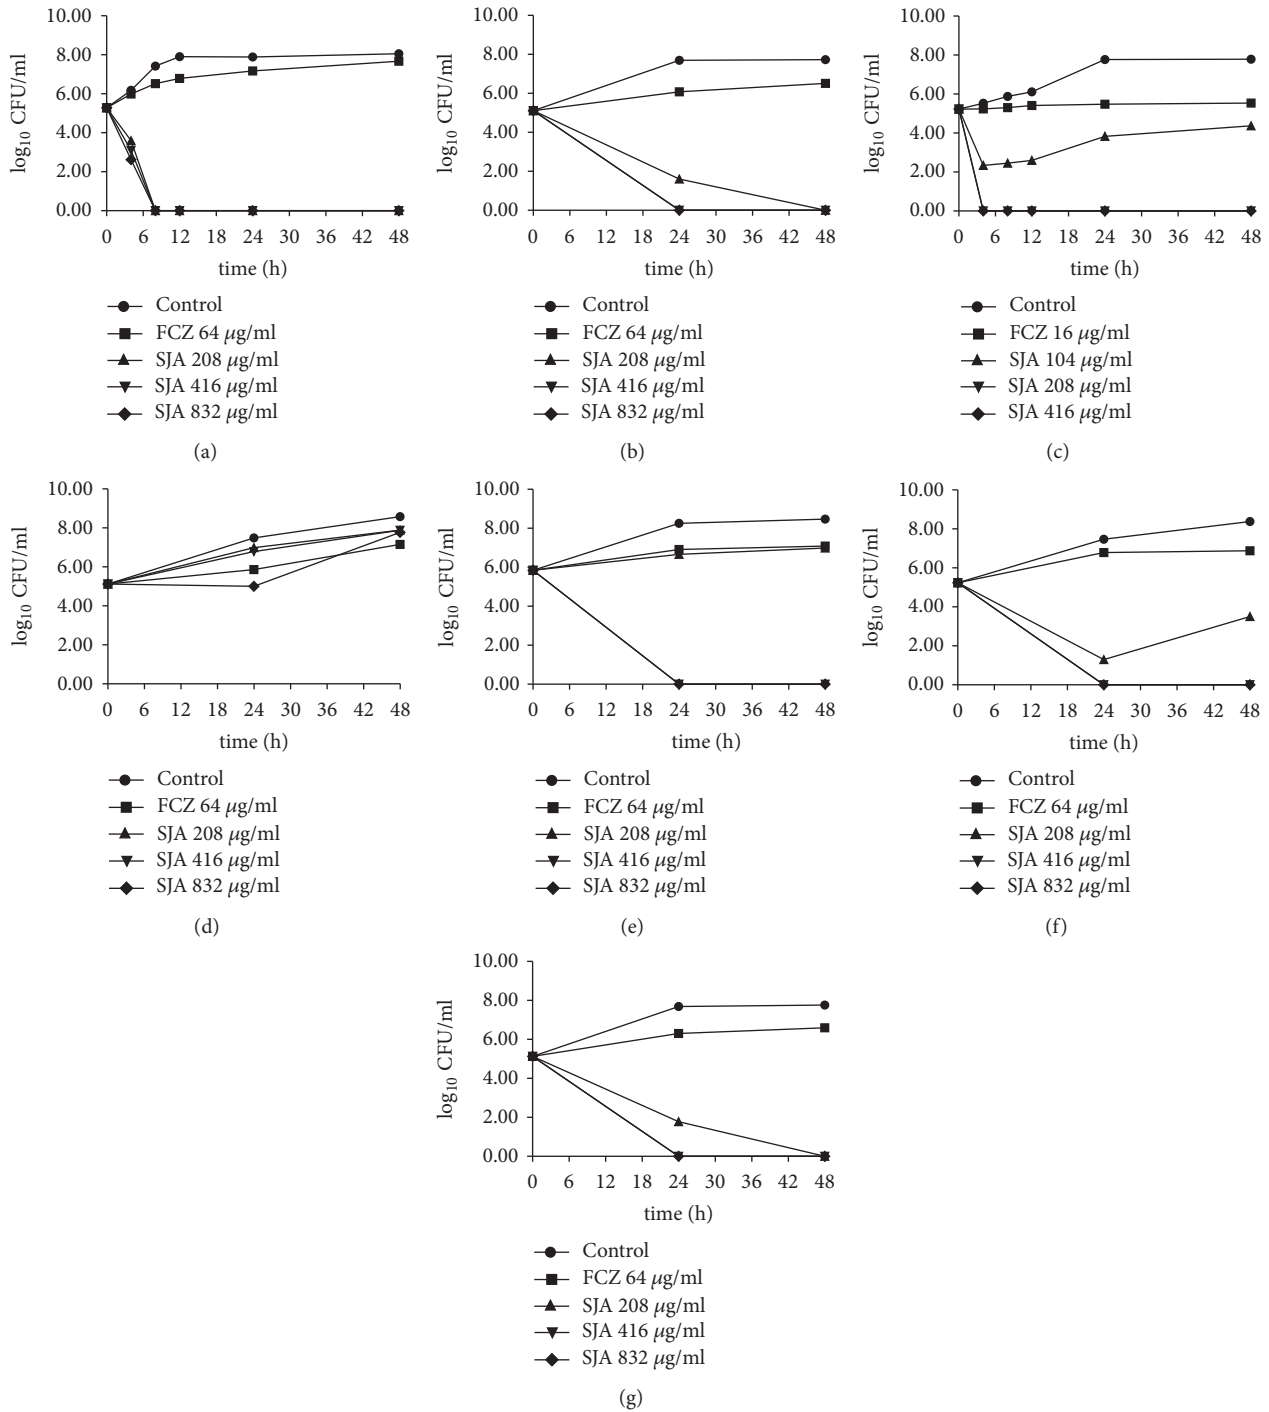 10.00
8.00
6.00
4.00
2.00
0.00
log10 CFU/ml
0 6 12 18 24 30 36 42 48
time (h)
Control
FCZ 64 μg/ml
SJA 208 μg/ml
SJA 416 μg/ml
SJA 832 μg/ml
(a)
10.00
8.00
6.00
4.00
2.00
0.00
log10 CFU/ml
0 6 12 18 24 30 36 42 48
time (h)
Control
FCZ 64 μg/ml
SJA 208 μg/ml
SJA 416 μg/ml
SJA 832 μg/ml
(b)
10.00
8.00
6.00
4.00
2.00
0.00
log10 CFU/ml
0 6 12 18 24 30 36 42 48
time (h)
Control
FCZ 16 μg/ml
SJA 104 μg/ml
SJA 208 μg/ml
SJA 416 μg/ml
(c)
10.00
8.00
6.00
4.00
2.00
0.00
log10 CFU/ml
0 6 12 18 24 30 36 42 48
time (h)
Control
FCZ 64 μg/ml
SJA 208 μg/ml
SJA 416 μg/ml
SJA 832 μg/ml
(d)
10.00
8.00
6.00
4.00
2.00
0.00
log10 CFU/ml
0 6 12 18 24 30 36 42 48
time (h)
Control
FCZ 64 μg/ml
SJA 208 μg/ml
SJA 416 μg/ml
SJA 832 μg/ml
(e)
10.00
8.00
6.00
4.00
2.00
0.00
log10 CFU/ml
0 6 12 18 24 30 36 42 48
time (h)
Control
FCZ 64 μg/ml
SJA 208 μg/ml
SJA 416 μg/ml
SJA 832 μg/ml
(f)
10.00
8.00
6.00
4.00
2.00
0.00
log10 CFU/ml
0 6 12 18 24 30 36 42 48
time (h)
Control
FCZ 64 μg/ml
SJA 208 μg/ml
SJA 416 μg/ml
SJA 832 μg/ml
(g)